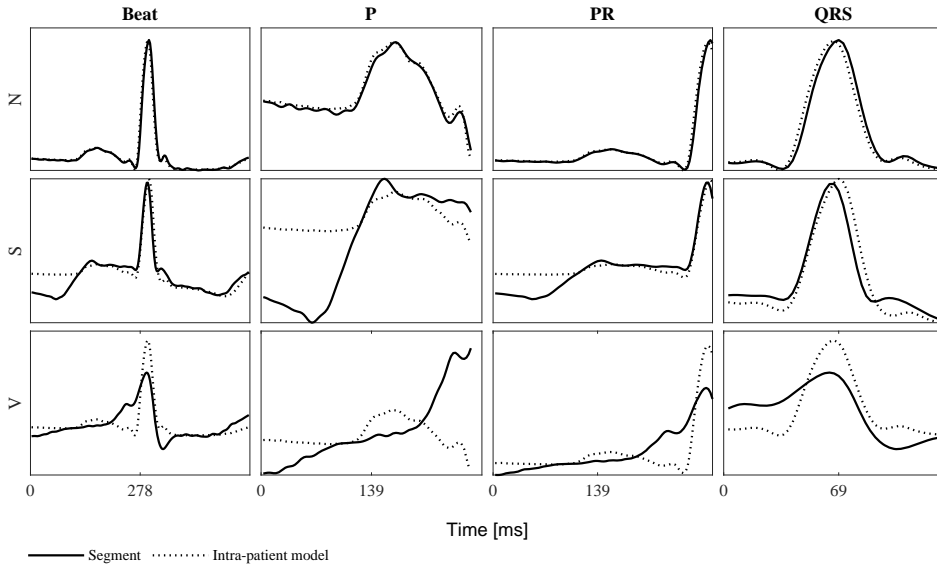 Beat P PR QRS
N
S
V
0 278 0 139 0 139 0 69
Time [ms]
Segment Intra-patient model